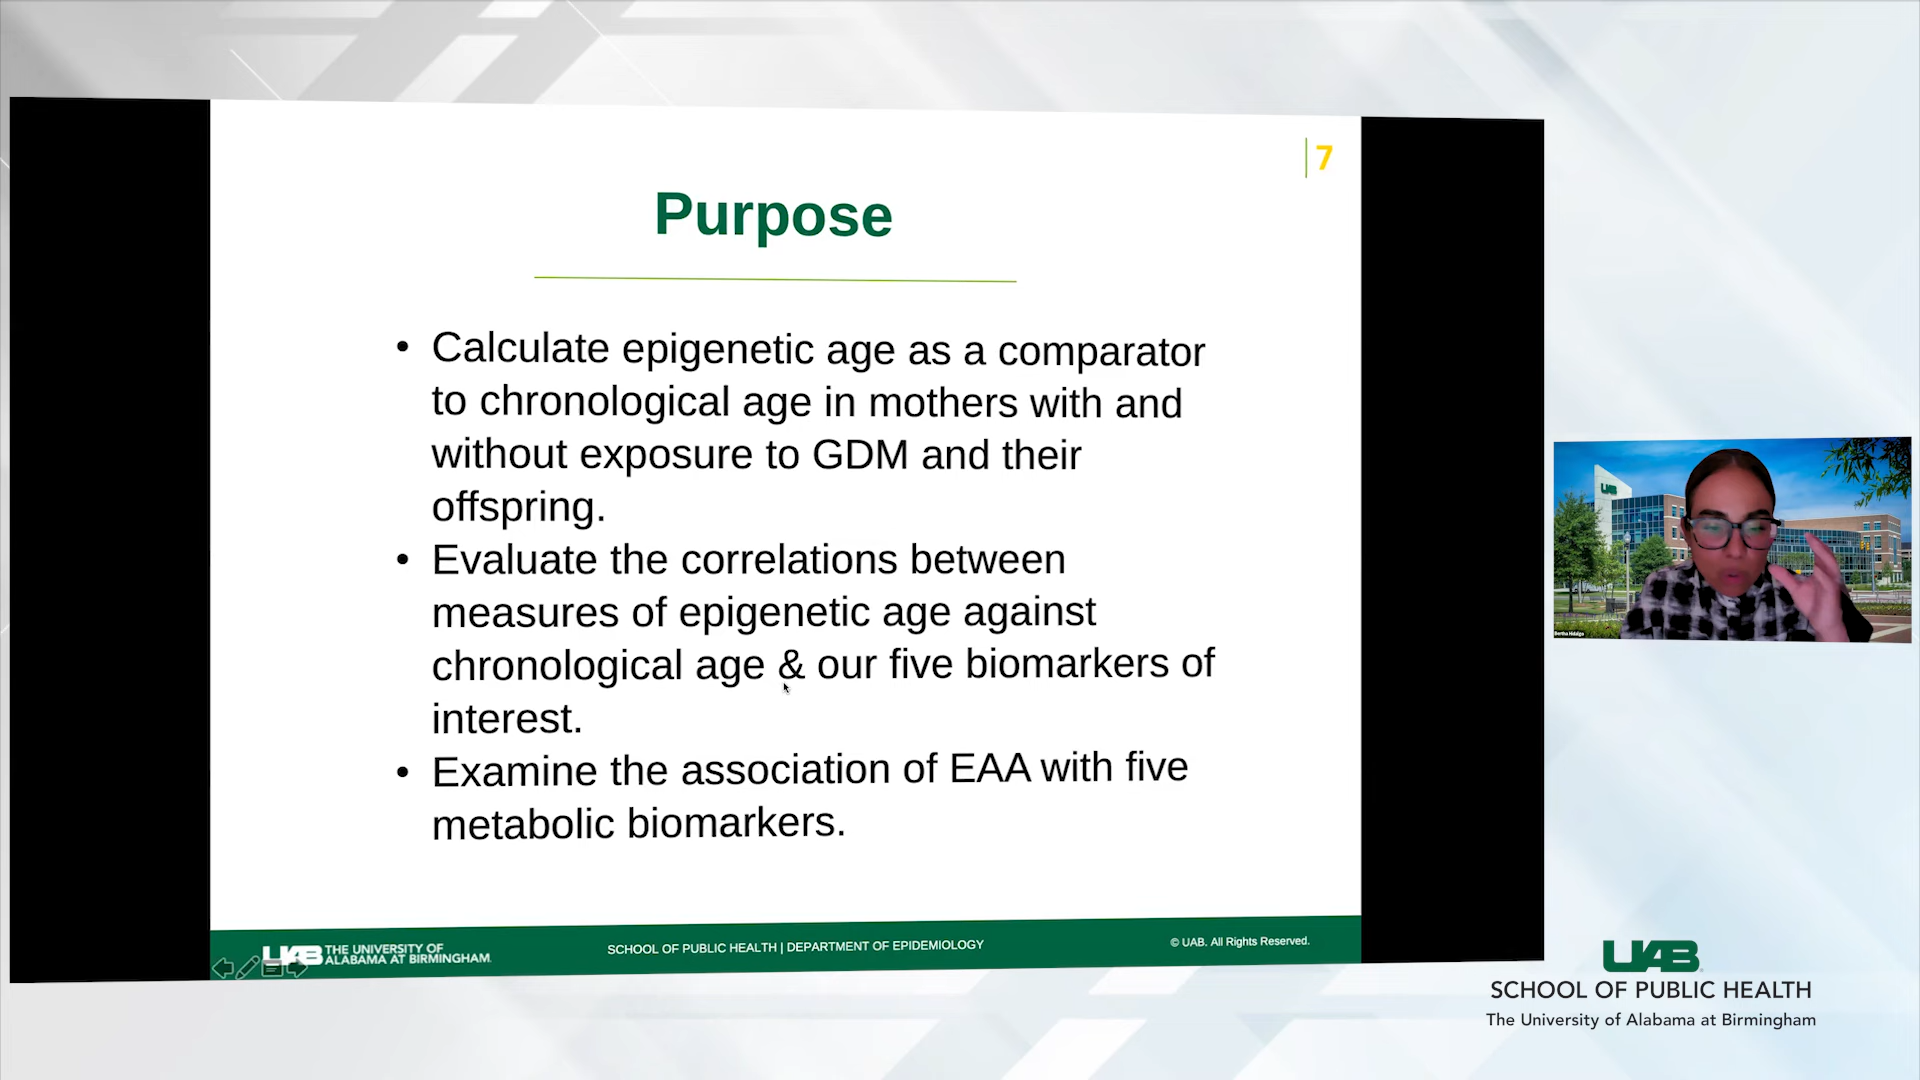 7
Purpose
• Calculate epigenetic age as a comparator
to chronological age in mothers with and
without exposure to GDM and their
offspring.
• Evaluate the correlations between
measures of epigenetic age against
chronological age & our five biomarkers of
interest.
• Examine the association of EAA with five
metabolic biomarkers.
UAB THE UNIVERSITY OF
ALABAMA AT BIRMINGHAM
SCHOOL OF PUBLIC HEALTH | DEPARTMENT OF EPIDEMIOLOGY
© UAB. All Rights Reserved.
UAB
Bertha Hidalgo
UAB
SCHOOL OF PUBLIC HEALTH
The University of Alabama at Birmingham